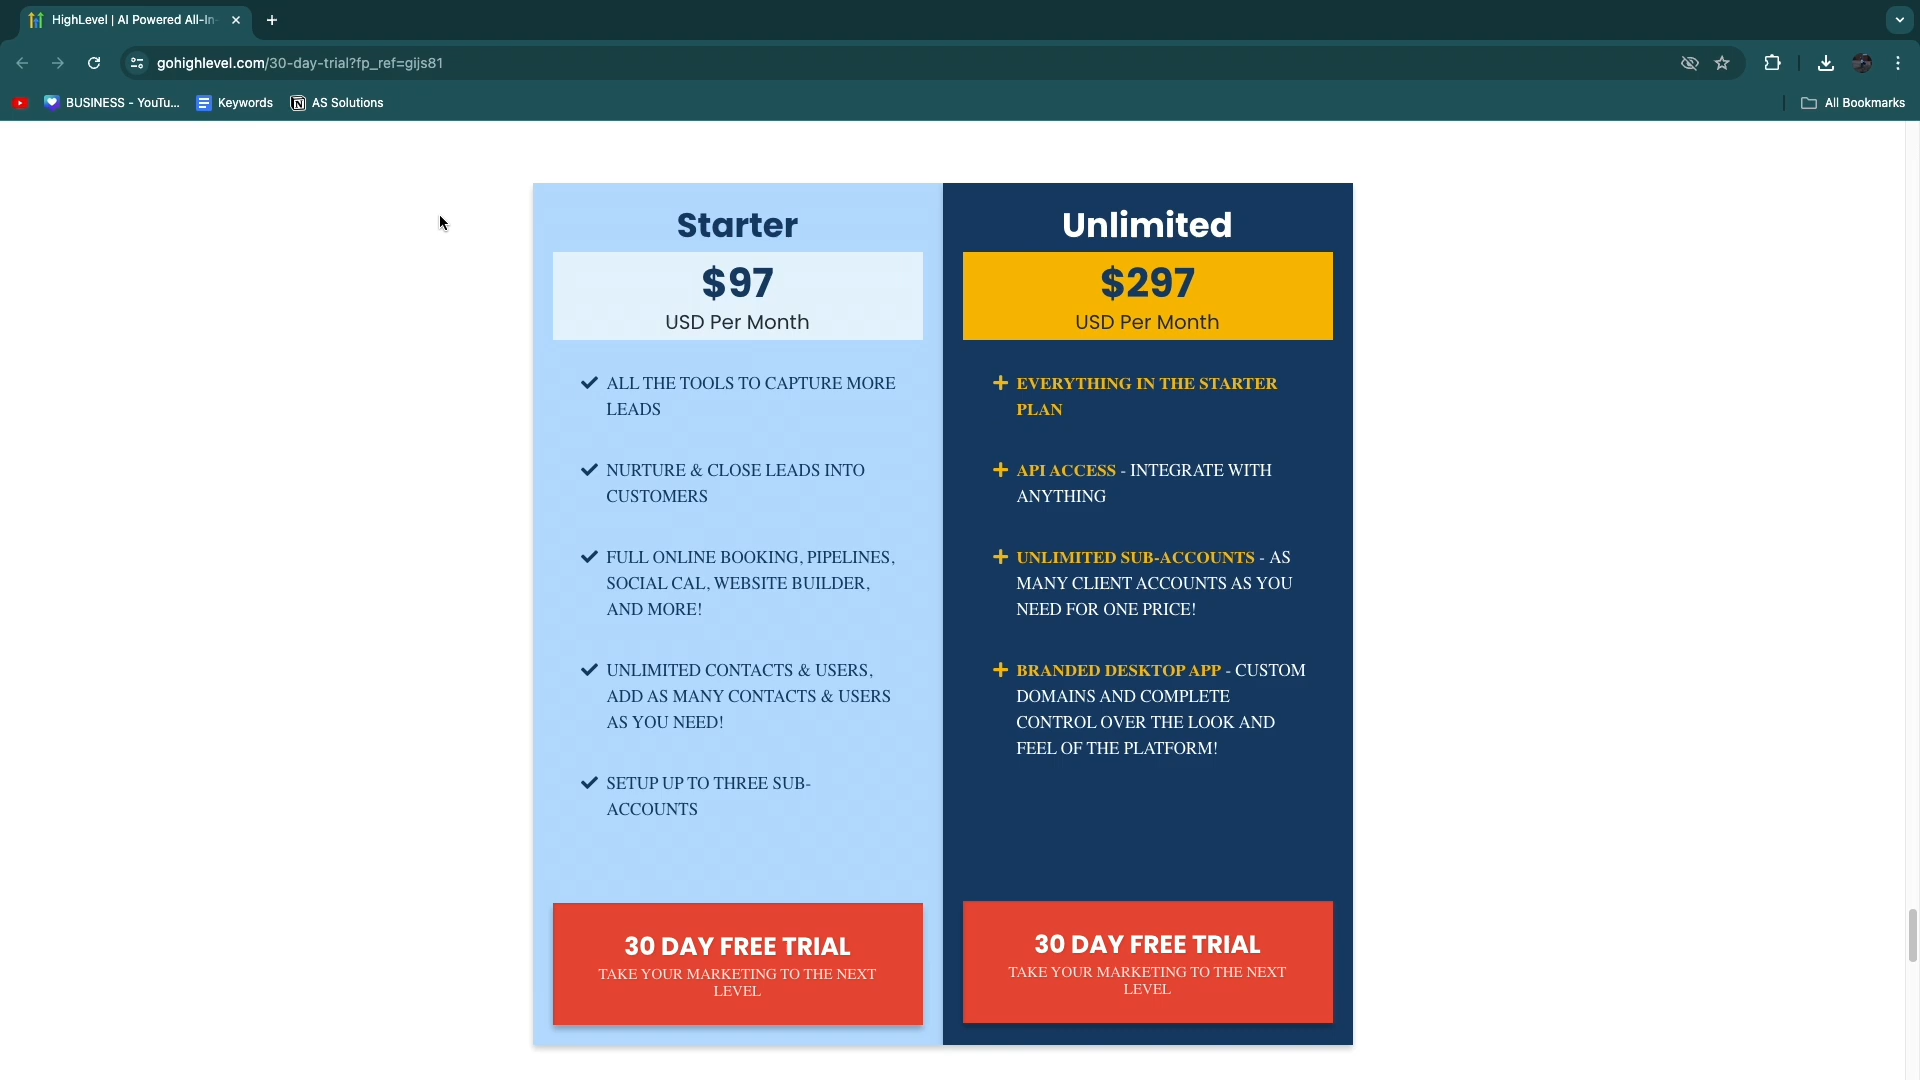 HighLevel | AI Powered All-In-
gohighlevel.com/30-day-trial?fp_ref=gijs81
BUSINESS - YouTu...
Keywords
AS Solutions
All Bookmarks
Starter
$97
USD Per Month
ALL THE TOOLS TO CAPTURE MORE
LEADS
NURTURE & CLOSE LEADS INTO
CUSTOMERS
FULL ONLINE BOOKING, PIPELINES,
SOCIAL CAL, WEBSITE BUILDER,
AND MORE!
UNLIMITED CONTACTS & USERS,
ADD AS MANY CONTACTS & USERS
AS YOU NEED!
SETUP UP TO THREE SUB-
ACCOUNTS
30 DAY FREE TRIAL
TAKE YOUR MARKETING TO THE NEXT
LEVEL
Unlimited
$297
USD Per Month
EVERYTHING IN THE STARTER
PLAN
API ACCESS - INTEGRATE WITH
ANYTHING
UNLIMITED SUB-ACCOUNTS - AS
MANY CLIENT ACCOUNTS AS YOU
NEED FOR ONE PRICE!
BRANDED DESKTOP APP - CUSTOM
DOMAINS AND COMPLETE
CONTROL OVER THE LOOK AND
FEEL OF THE PLATFORM!
30 DAY FREE TRIAL
TAKE YOUR MARKETING TO THE NEXT
LEVEL